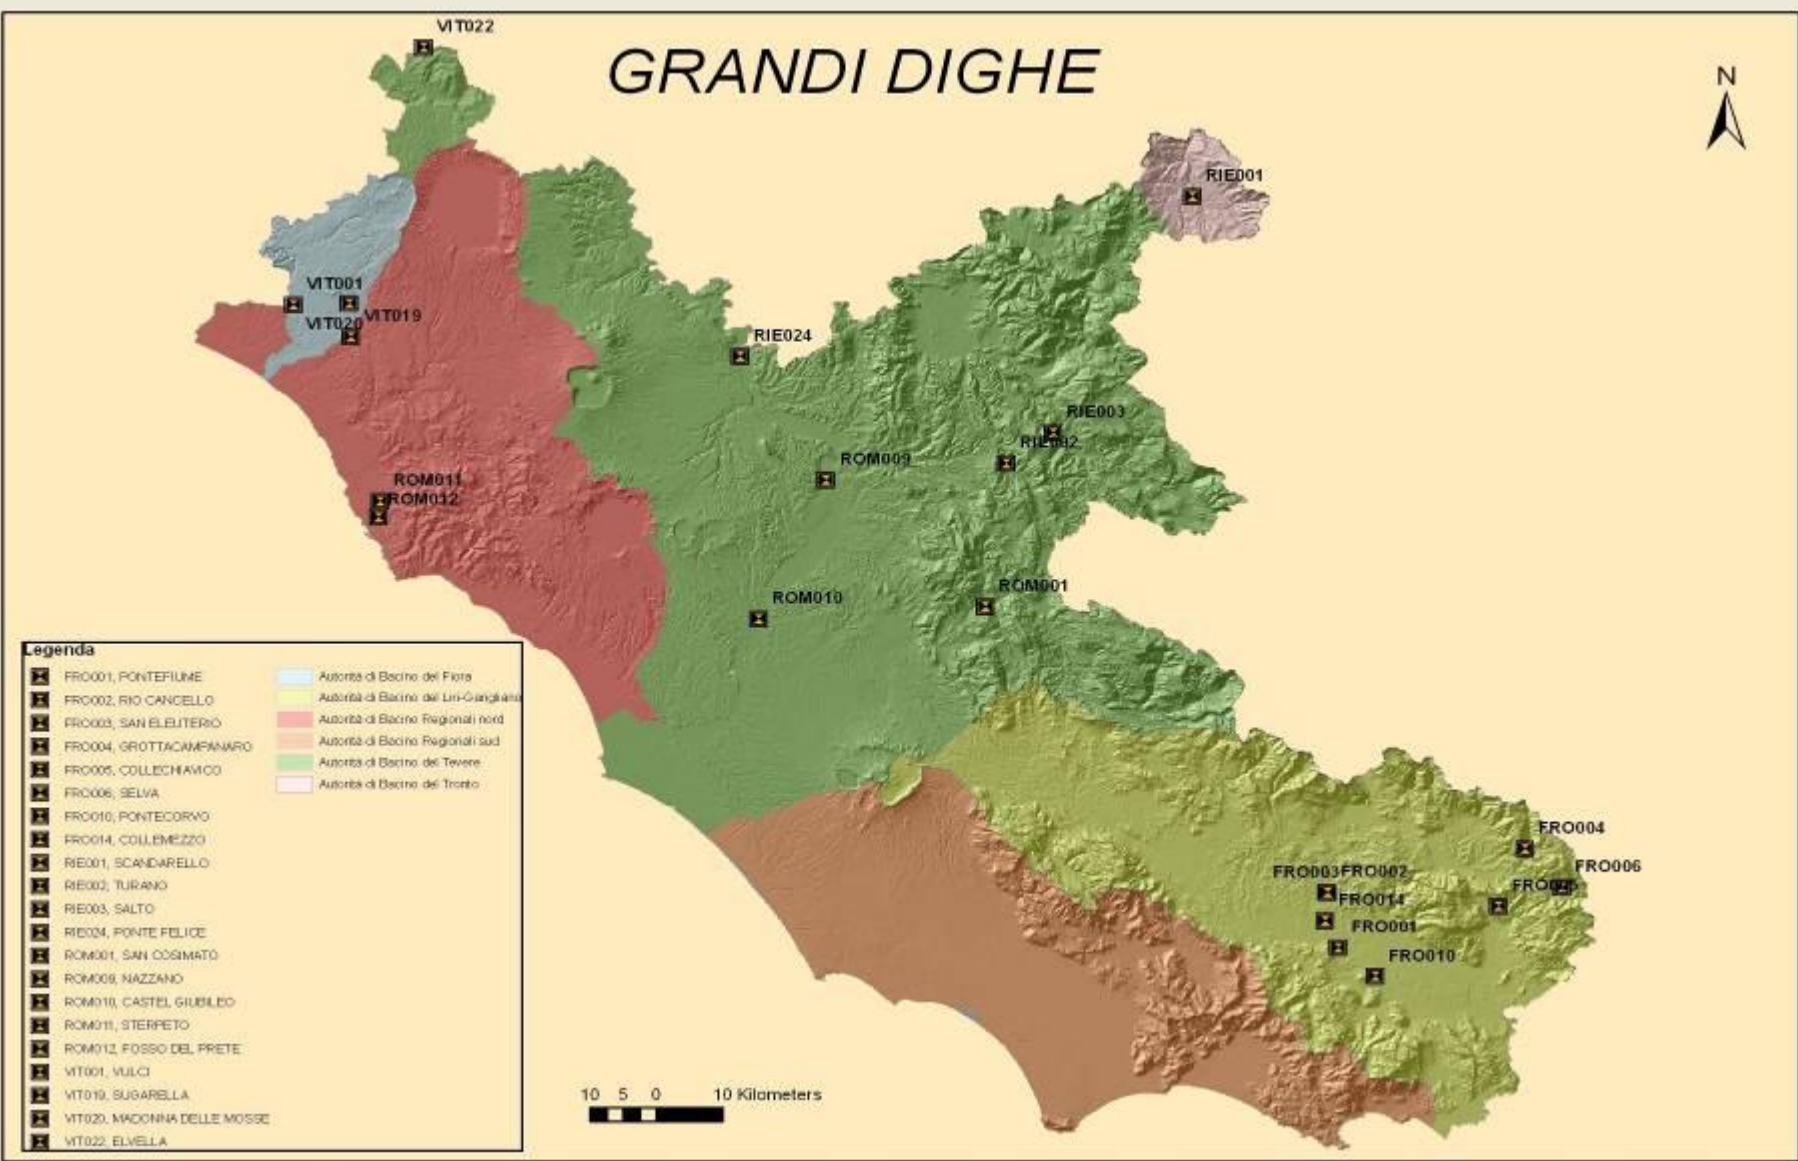 GRANDI DIGHE
N
VIT022
RIE001
VIT001
VIT019
VIT020
RIE024
RIE003
RIE002
ROM009
ROM011
ROM012
ROM001
ROM010
FRO004
FRO006
FRO003 FRO002
FRO005
FRO014
FRO001
FRO010
10 5 0 10 Kilometers
Legenda
FRO001, PONTEFIUME
FRO002, RIO CANCELLO
FRO003, SAN ELEUTERIO
FRO004, GROTTACAMPANARO
FRO005, COLLECHIAVICO
FRO006, SELVA
FRO010, PONTECORVO
FRO014, COLLEMEZZO
RIE001, SCANDARELLO
RIE002, TURANO
RIE003, SALTO
RIE024, PONTE FELICE
ROM001, SAN COSIMATO
ROM009, NAZZANO
ROM010, CASTEL GIUBILEO
ROM011, STERPETO
ROM012, FOSSO DEL PRETE
VIT001, VULCI
VIT019, SUGARELLA
VIT020, MADONNA DELLE MOSSE
VIT022, ELVELLA
Autorità di Bacino del Fiora
Autorità di Bacino del Liri-Garigliano
Autorità di Bacino Regionali nord
Autorità di Bacino Regionali sud
Autorità di Bacino del Tevere
Autorità di Bacino del Tronto